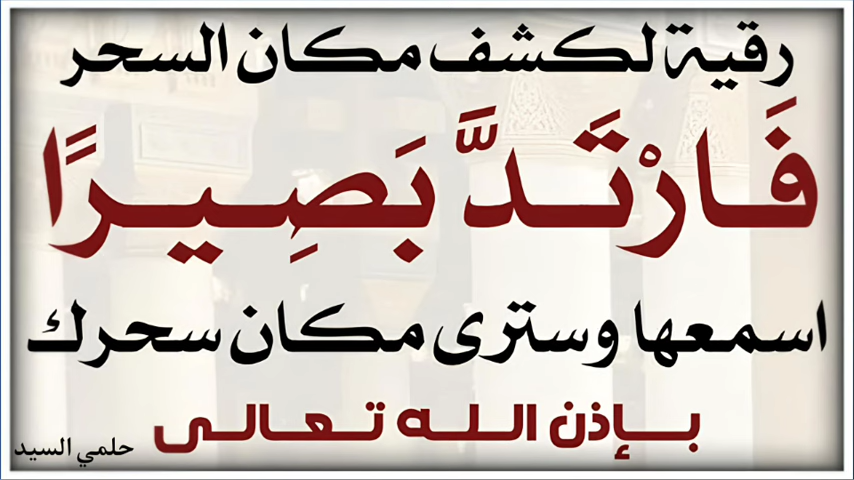 رقية لكشف مكان السحر
فَارْتَدَّ بَصِيرًا
اسمعها وسترى مكان سحرك
بإذن الله تعالى
حلمي السيد